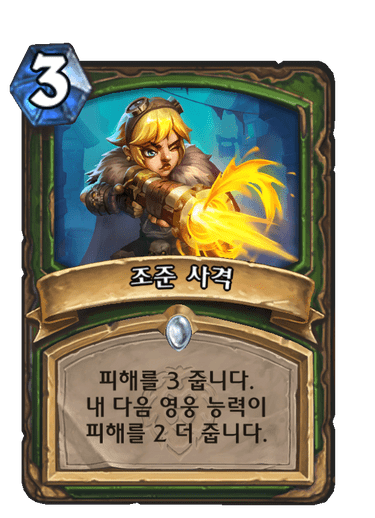 3
조준 사격
피해를 3 줍니다.
내 다음 영웅 능력이
피해를 2 더 줍니다.